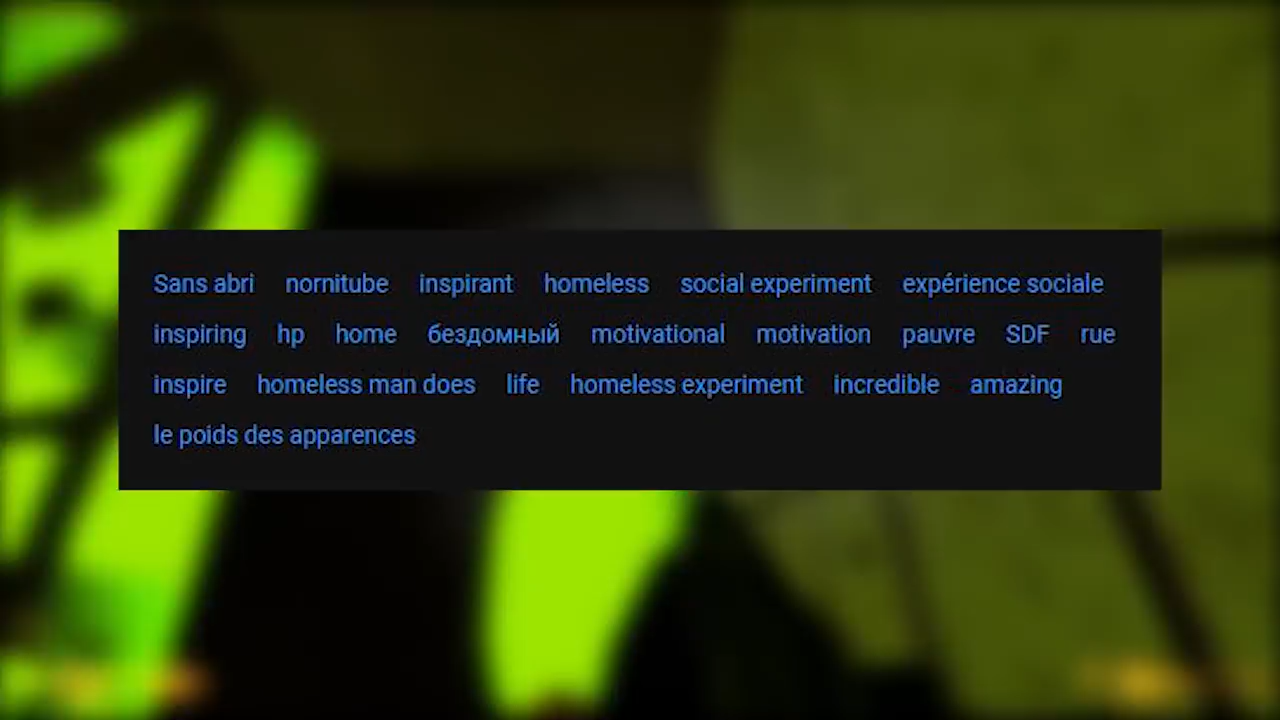 Sans abri nornitube inspirant homeless social experiment expérience sociale
inspiring hp home бездомный motivational motivation pauvre SDF rue
inspire homeless man does life homeless experiment incredible amazing
le poids des apparences